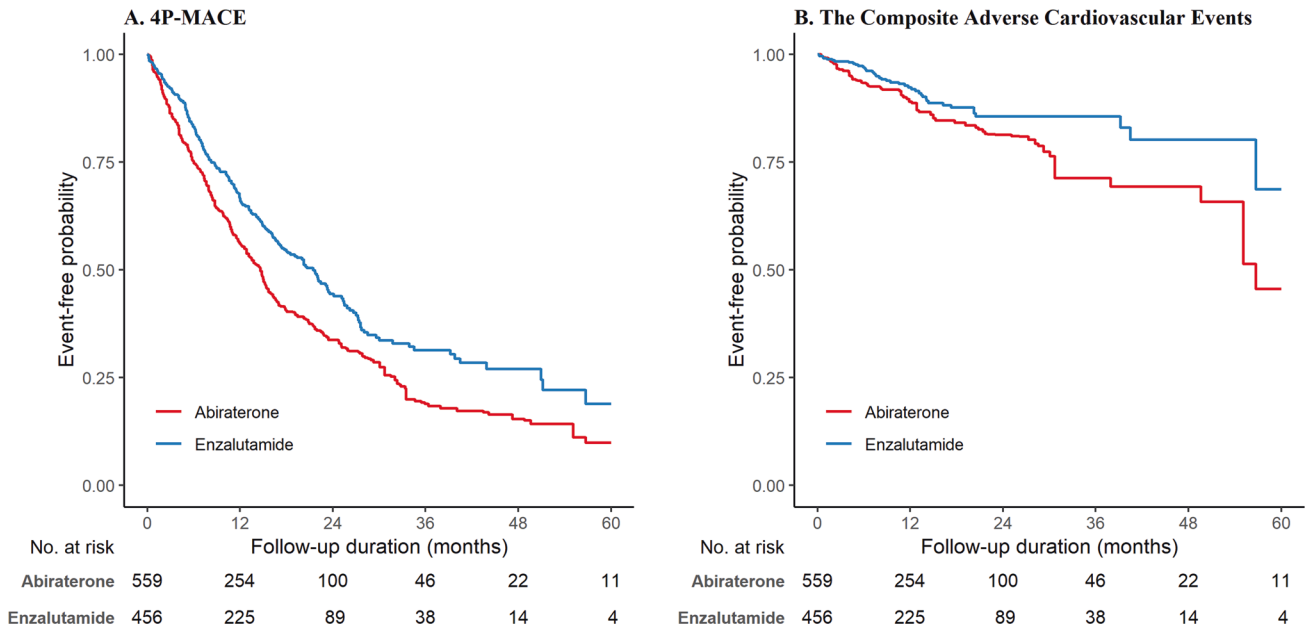 A. 4P-MACE
1.00
0.75
0.50
0.25
0.00
Event-free probability
Abiraterone
Enzalutamide
0 12 24 36 48 60
Follow-up duration (months)
No. at risk
Abiraterone 559 254 100 46 22 11
Enzalutamide 456 225 89 38 14 4
B. The Composite Adverse Cardiovascular Events
1.00
0.75
0.50
0.25
0.00
Event-free probability
Abiraterone
Enzalutamide
0 12 24 36 48 60
Follow-up duration (months)
No. at risk
Abiraterone 559 254 100 46 22 11
Enzalutamide 456 225 89 38 14 4